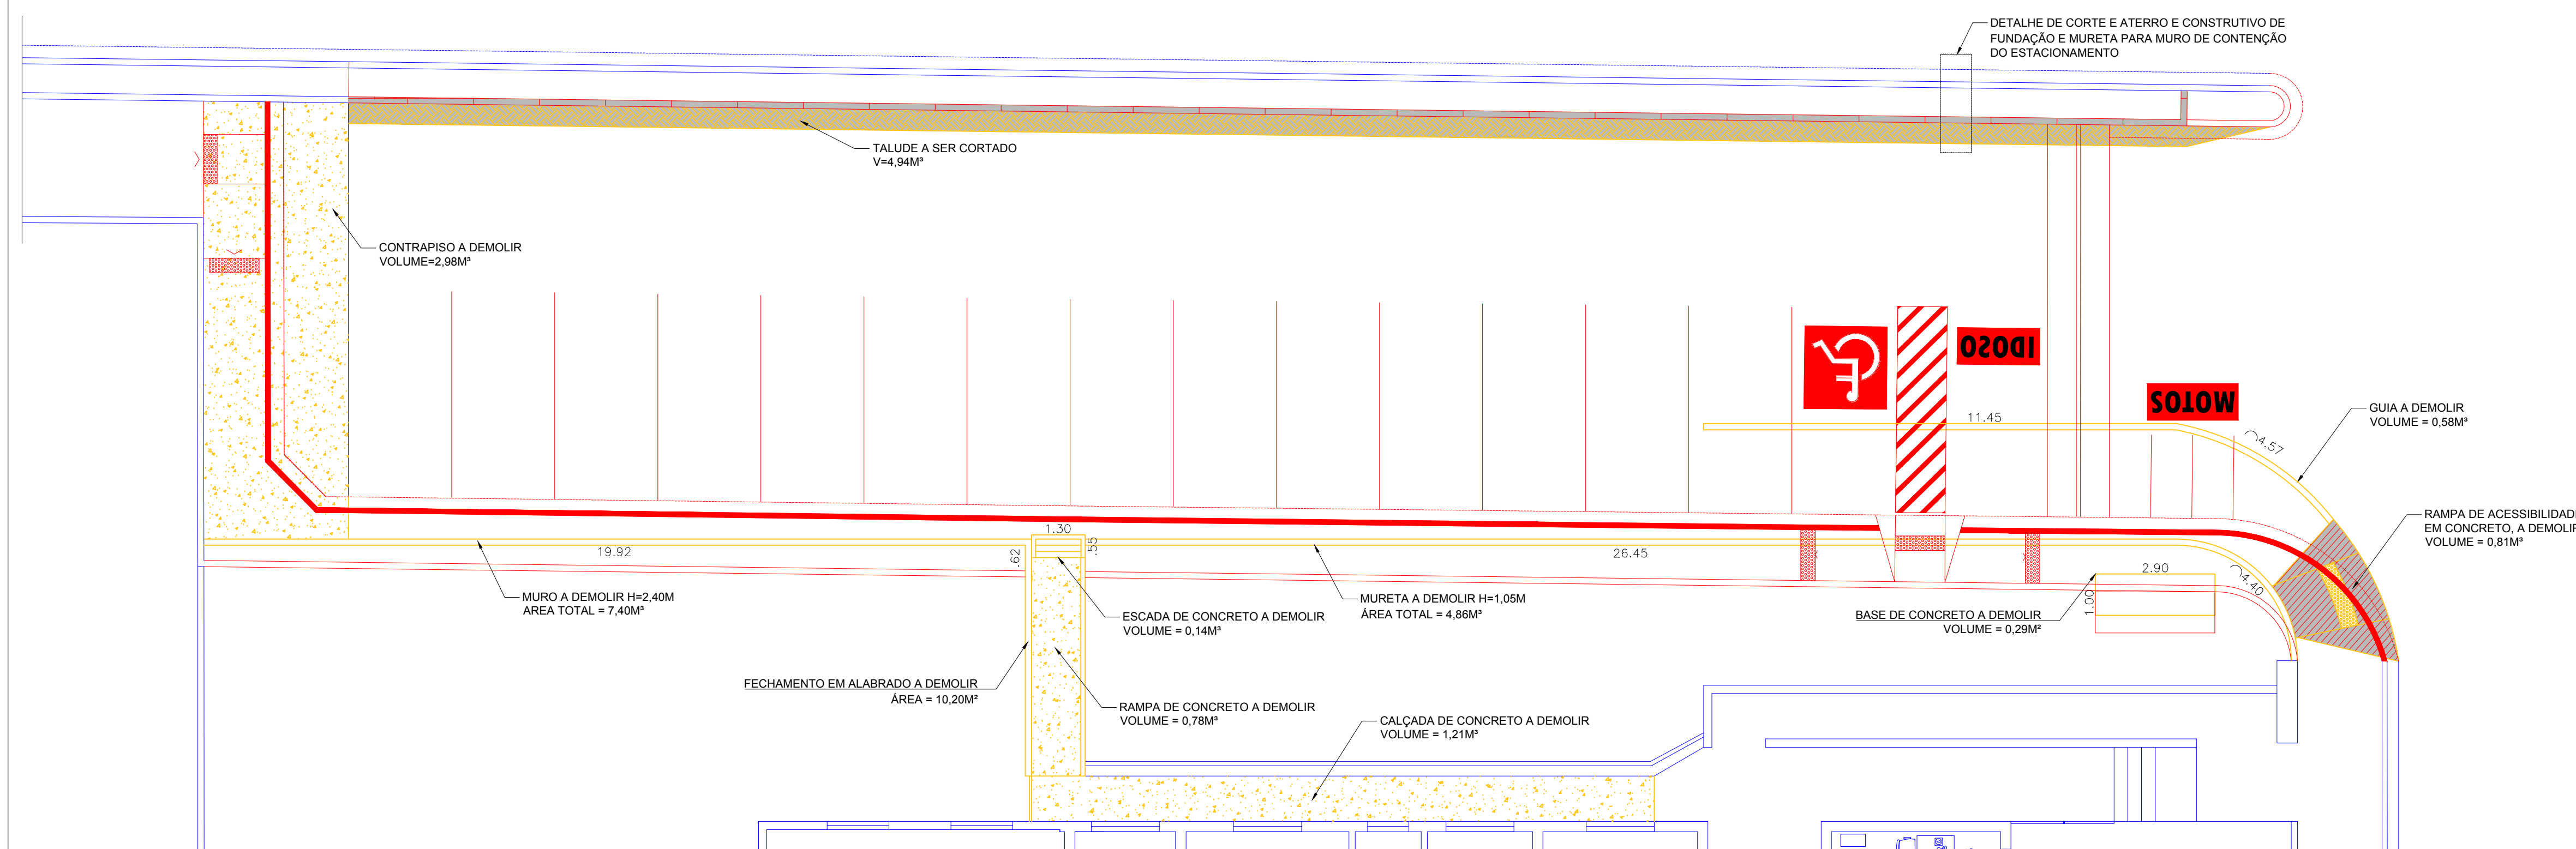 DETALHE DE CORTE E ATERRO E CONSTRUTIVO DE
FUNDAÇÃO E MURETA PARA MURO DE CONTENÇÃO
DO ESTACIONAMENTO
TALUDE A SER CORTADO
V=4,94M³
CONTRAPISO A DEMOLIR
VOLUME=2,98M³
IDOSO
MOTOS
11.45
4.57
GUIA A DEMOLIR
VOLUME = 0,58M³
RAMPA DE ACESSIBILIDAD
EM CONCRETO, A DEMOLIR
VOLUME = 0,81M³
19.92
1.30
.62
.55
26.45
2.90
1.00
4.40
MURO A DEMOLIR H=2,40M
AREA TOTAL = 7,40M³
ESCADA DE CONCRETO A DEMOLIR
VOLUME = 0,14M³
MURETA A DEMOLIR H=1,05M
ÁREA TOTAL = 4,86M³
BASE DE CONCRETO A DEMOLIR
VOLUME = 0,29M²
FECHAMENTO EM ALABRADO A DEMOLIR
ÁREA = 10,20M²
RAMPA DE CONCRETO A DEMOLIR
VOLUME = 0,78M³
CALÇADA DE CONCRETO A DEMOLIR
VOLUME = 1,21M³